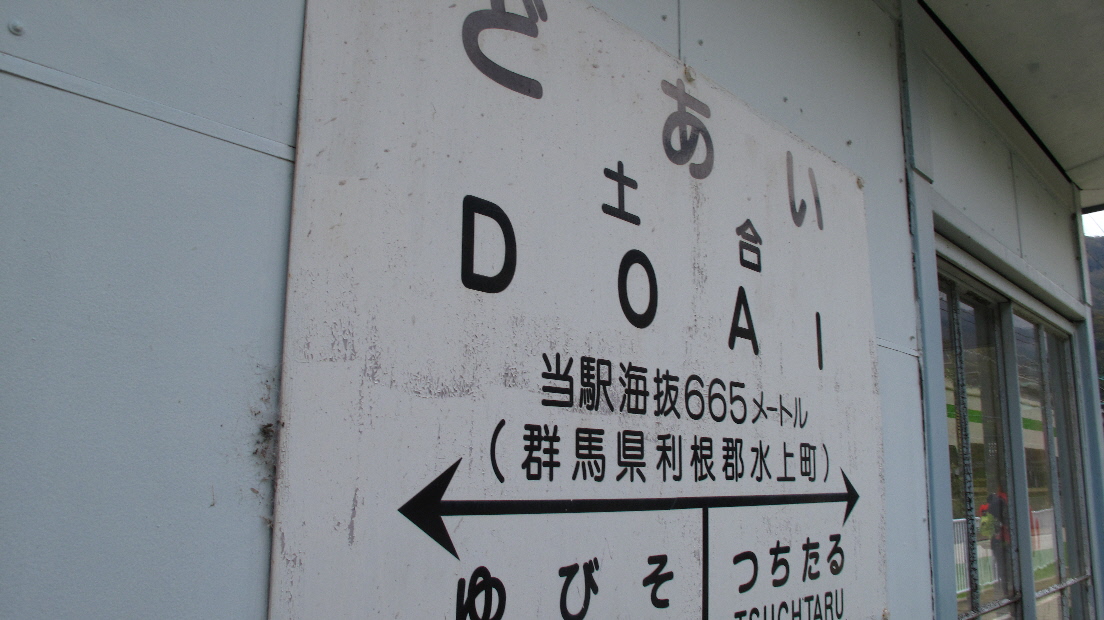 どあい
土合
DOAI
当駅海抜665メートル
(群馬県利根郡水上町)
ゆびそ つちたる
TSUCHTARU